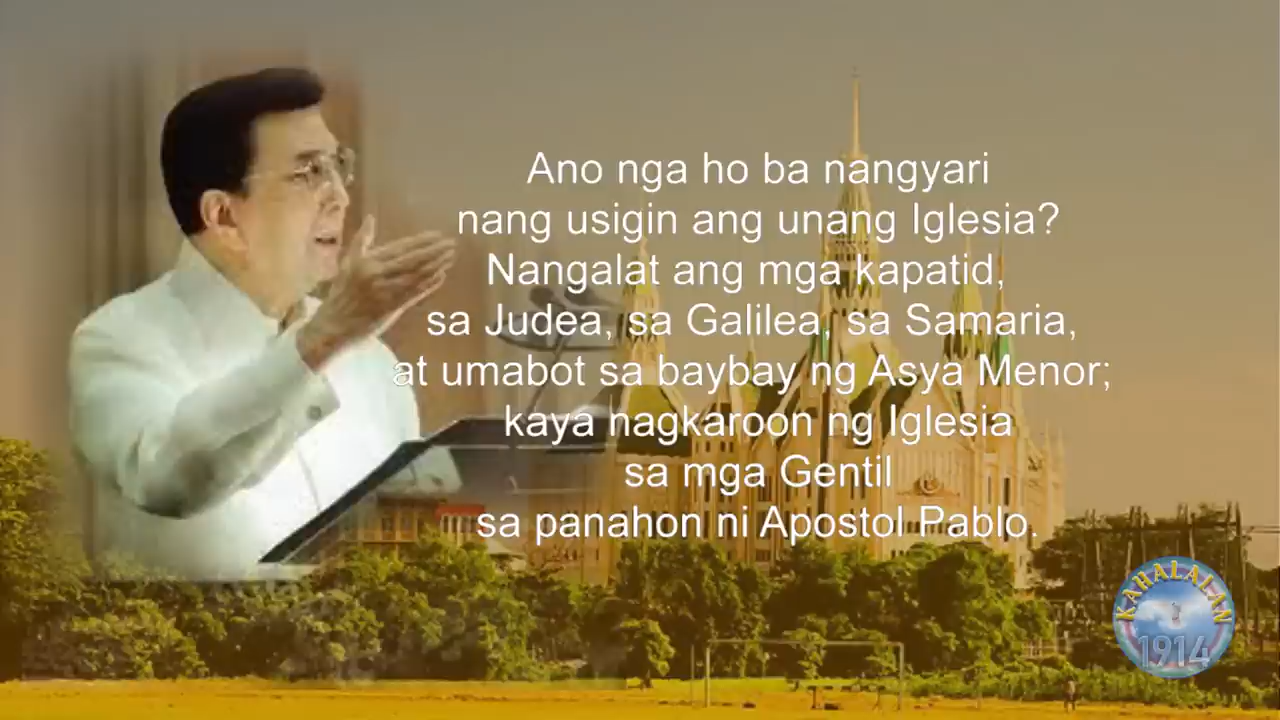 Ano nga ho ba nangyari
nang usigin ang unang Iglesia?
Nangalat ang mga kapatid,
sa Judea, sa Galilea, sa Samaria,
at umabot sa baybay ng Asya Menor;
kaya nagkaroon ng Iglesia
sa mga Gentil
sa panahon ni Apostol Pablo.
KAHALALAN
1914